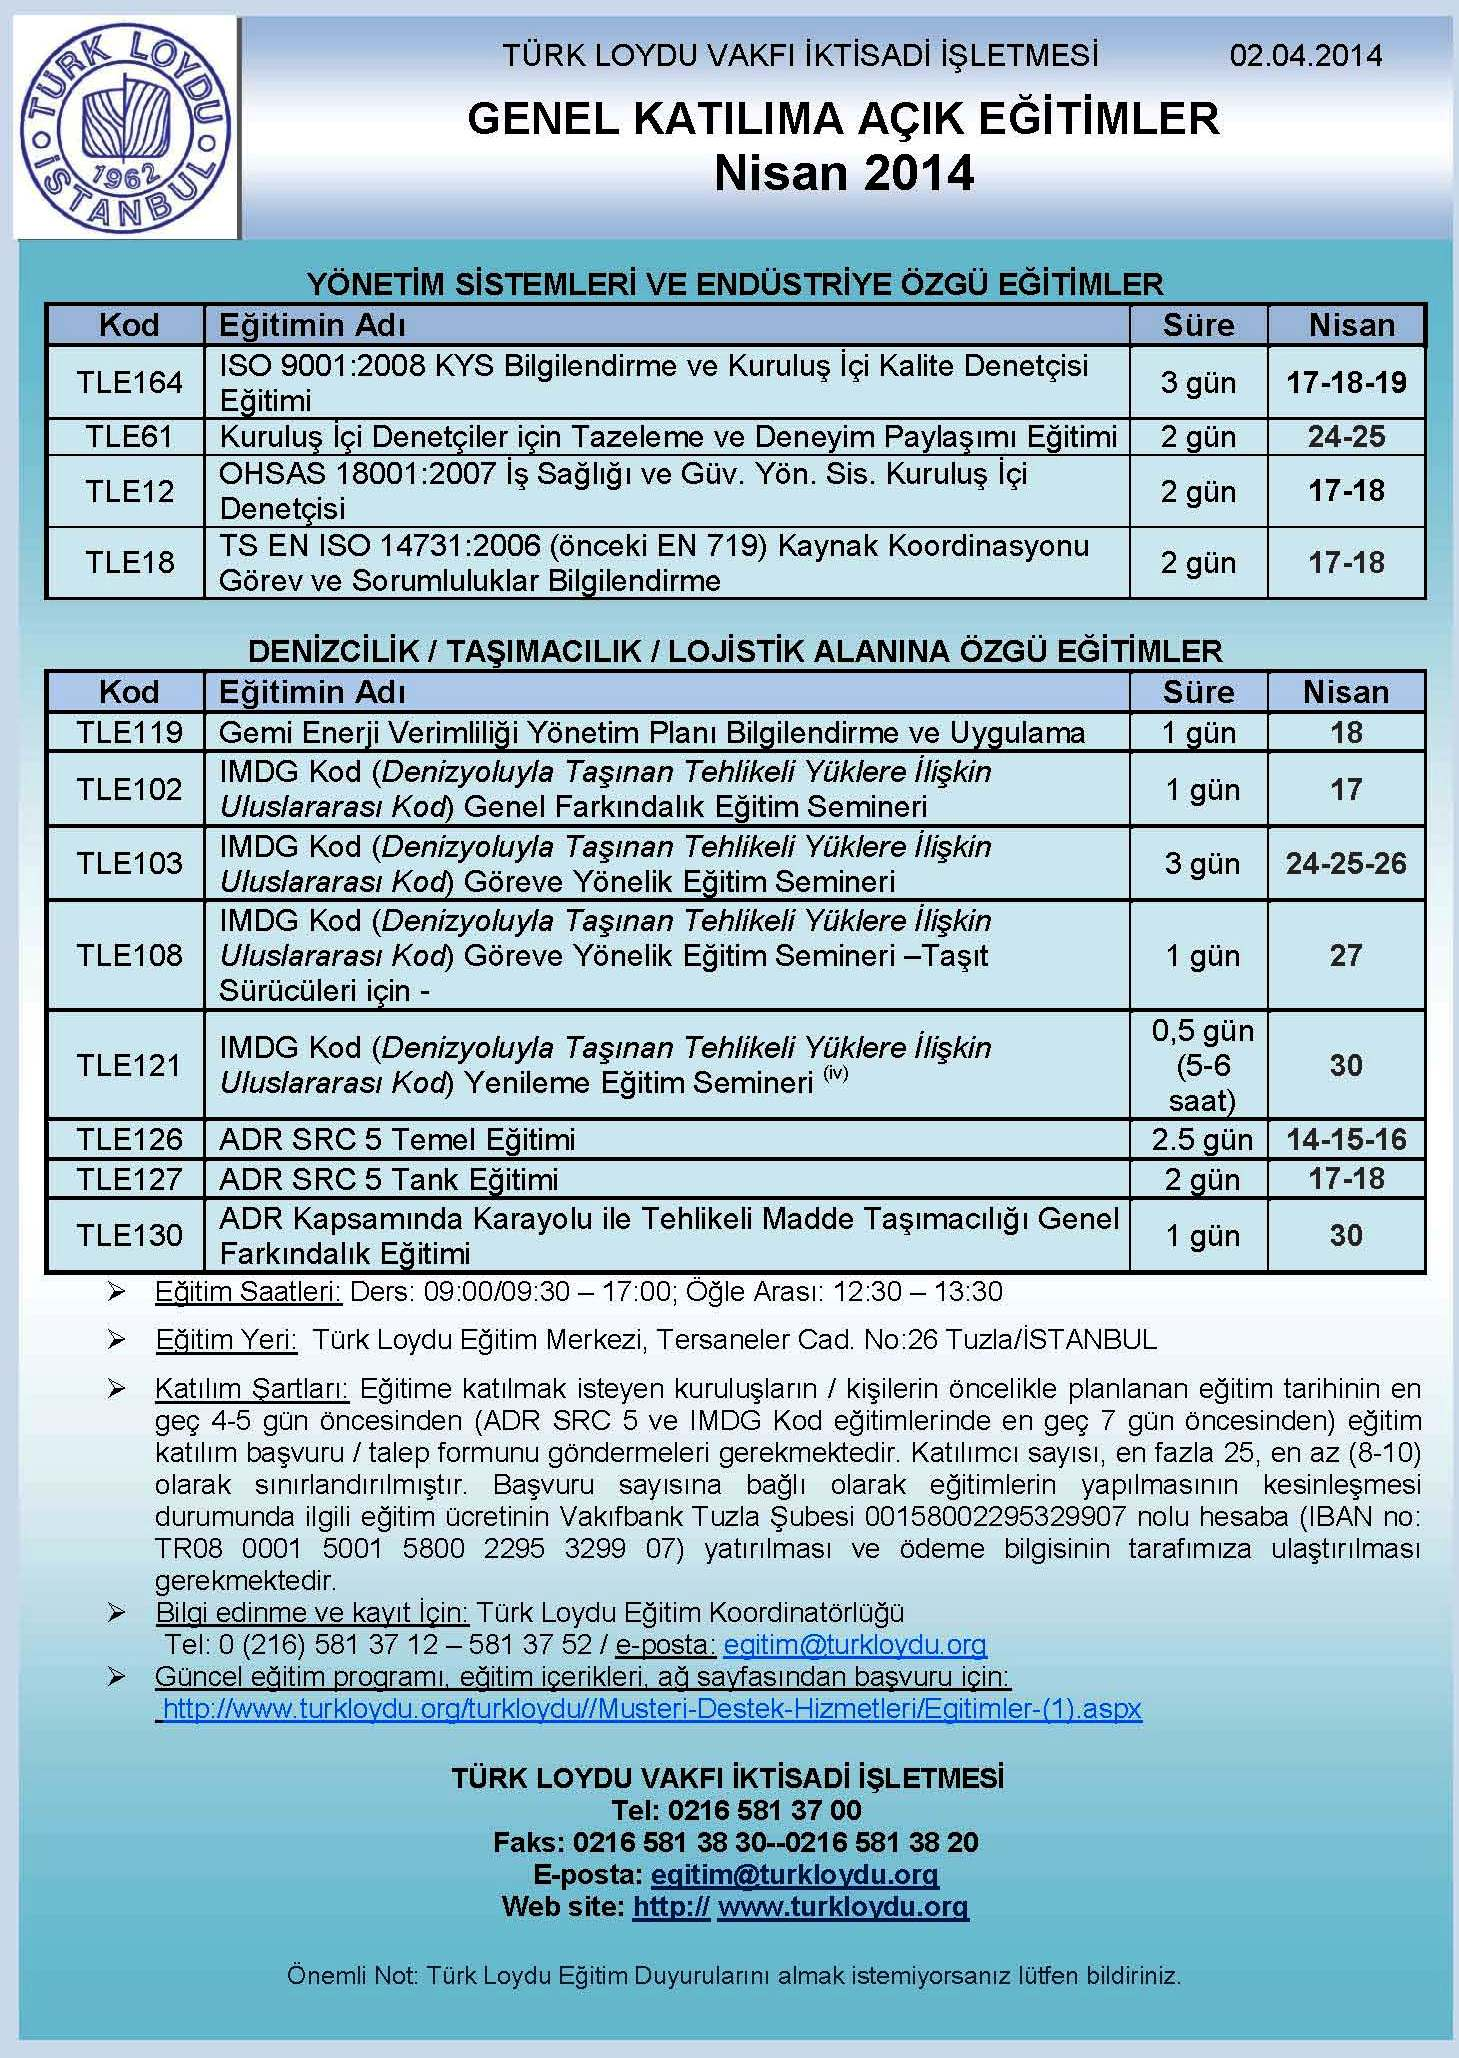 TÜRK LOYDU
1962
İSTANBUL
TÜRK LOYDU VAKFI İKTİSADİ İŞLETMESİ 02.04.2014
GENEL KATILIMA AÇIK EĞİTİMLER
Nisan 2014
YÖNETİM SİSTEMLERİ VE ENDÜSTRİYE ÖZGÜ EĞİTİMLER
Kod Eğitimin Adı Süre Nisan
TLE164 ISO 9001:2008 KYS Bilgilendirme ve Kuruluş İçi Kalite Denetçisi
Eğitimi 3 gün 17-18-19
TLE61 Kuruluş İçi Denetçiler için Tazeleme ve Deneyim Paylaşımı Eğitimi 2 gün 24-25
TLE12 OHSAS 18001:2007 İş Sağlığı ve Güv. Yön. Sis. Kuruluş İçi
Denetçisi 2 gün 17-18
TLE18 TS EN ISO 14731:2006 (önceki EN 719) Kaynak Koordinasyonu
Görev ve Sorumluluklar Bilgilendirme 2 gün 17-18
DENİZCİLİK / TAŞIMACILIK / LOJİSTİK ALANINA ÖZGÜ EĞİTİMLER
Kod Eğitimin Adı Süre Nisan
TLE119 Gemi Enerji Verimliliği Yönetim Planı Bilgilendirme ve Uygulama 1 gün 18
TLE102 IMDG Kod (Denizyoluyla Taşınan Tehlikeli Yüklere İlişkin
Uluslararası Kod) Genel Farkındalık Eğitim Semineri 1 gün 17
TLE103 IMDG Kod (Denizyoluyla Taşınan Tehlikeli Yüklere İlişkin
Uluslararası Kod) Göreve Yönelik Eğitim Semineri 3 gün 24-25-26
TLE108 IMDG Kod (Denizyoluyla Taşınan Tehlikeli Yüklere İlişkin
Uluslararası Kod) Göreve Yönelik Eğitim Semineri –Taşıt
Sürücüleri için - 1 gün 27
TLE121 IMDG Kod (Denizyoluyla Taşınan Tehlikeli Yüklere İlişkin
Uluslararası Kod) Yenileme Eğitim Semineri (iv) 0,5 gün
(5-6
saat) 30
TLE126 ADR SRC 5 Temel Eğitimi 2.5 gün 14-15-16
TLE127 ADR SRC 5 Tank Eğitimi 2 gün 17-18
TLE130 ADR Kapsamında Karayolu ile Tehlikeli Madde Taşımacılığı Genel
Farkındalık Eğitimi 1 gün 30
➢ Eğitim Saatleri: Ders: 09:00/09:30 – 17:00; Öğle Arası: 12:30 – 13:30
➢ Eğitim Yeri: Türk Loydu Eğitim Merkezi, Tersaneler Cad. No:26 Tuzla/İSTANBUL
➢ Katılım Şartları: Eğitime katılmak isteyen kuruluşların / kişilerin öncelikle planlanan eğitim tarihinin en
geç 4-5 gün öncesinden (ADR SRC 5 ve IMDG Kod eğitimlerinde en geç 7 gün öncesinden) eğitim
katılım başvuru / talep formunu göndermeleri gerekmektedir. Katılımcı sayısı, en fazla 25, en az (8-10)
olarak sınırlandırılmıştır. Başvuru sayısına bağlı olarak eğitimlerin yapılmasının kesinleşmesi
durumunda ilgili eğitim ücretinin Vakıfbank Tuzla Şubesi 00158002295329907 nolu hesaba (IBAN no:
TR08 0001 5001 5800 2295 3299 07) yatırılması ve ödeme bilgisinin tarafımıza ulaştırılması
gerekmektedir.
➢ Bilgi edinme ve kayıt İçin: Türk Loydu Eğitim Koordinatörlüğü
Tel: 0 (216) 581 37 12 – 581 37 52 / e-posta: egitim@turkloydu.org
➢ Güncel eğitim programı, eğitim içerikleri, ağ sayfasından başvuru için:
http://www.turkloydu.org/turkloydu//Musteri-Destek-Hizmetleri/Egitimler-(1).aspx
TÜRK LOYDU VAKFI İKTİSADİ İŞLETMESİ
Tel: 0216 581 37 00
Faks: 0216 581 38 30--0216 581 38 20
E-posta: egitim@turkloydu.org
Web site: http:// www.turkloydu.org
Önemli Not: Türk Loydu Eğitim Duyurularını almak istemiyorsanız lütfen bildiriniz.